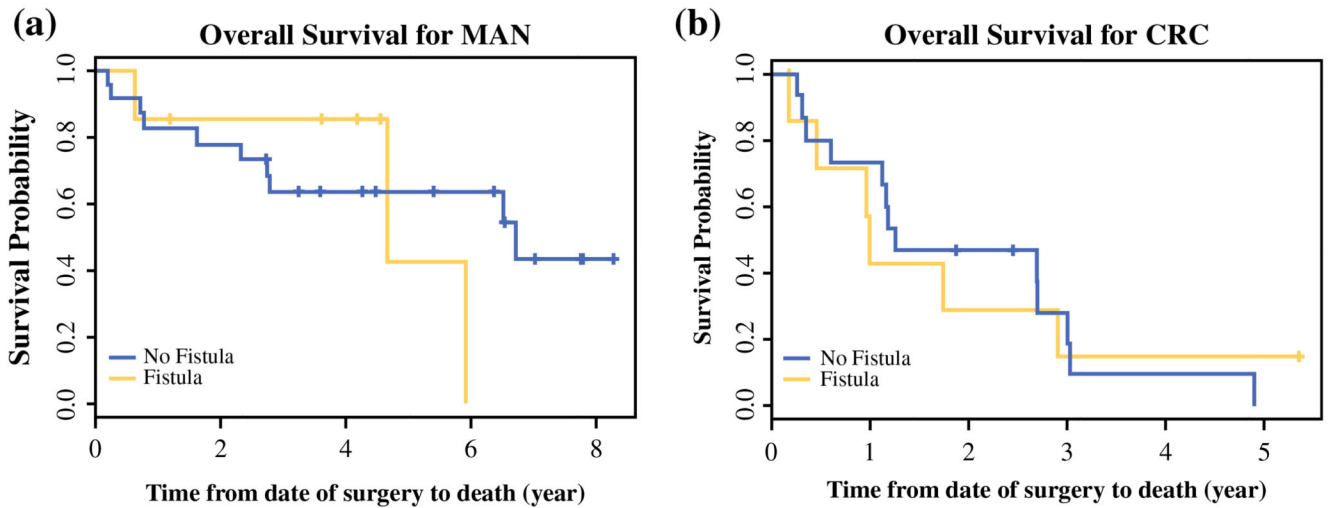 (a)
Overall Survival for MAN
Survival Probability
1.0
0.8
0.6
0.4
0.2
0.0
No Fistula
Fistula
0 2 4 6 8
Time from date of surgery to death (year)
(b)
Overall Survival for CRC
Survival Probability
1.0
0.8
0.6
0.4
0.2
0.0
No Fistula
Fistula
0 1 2 3 4 5
Time from date of surgery to death (year)